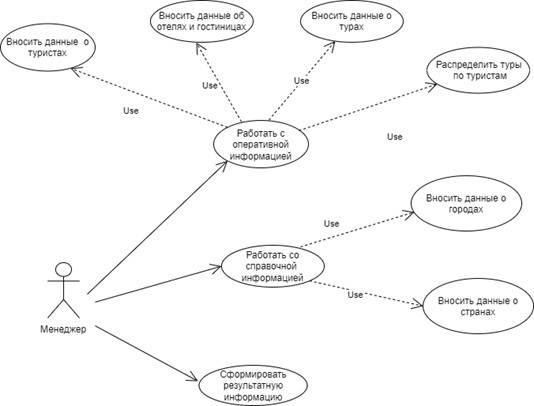 Вносить данные об
отелях и гостиницах
Вносить данные о
турах
Вносить данные о
туристах
Распределить туры
по туристам
Use
Use
Use
Use
Работать с
оперативной
информацией
Вносить данные о
городах
Use
Работать со
справочной
информацией
Use
Вносить данные о
странах
Менеджер
Сформировать
результатную
информацию